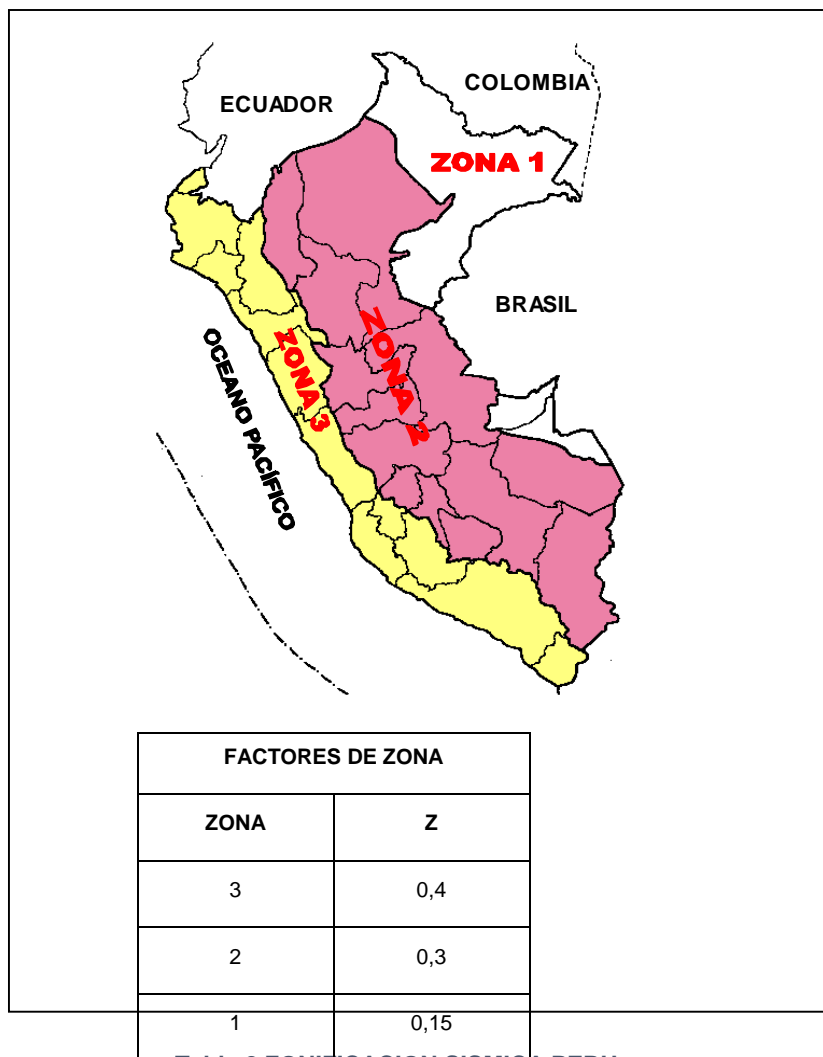 COLOMBIA
ECUADOR
ZONA 1
BRASIL
ZONA 2
ZONA 3
OCEANO PACÍFICO
FACTORES DE ZONA
ZONA Z
3 0,4
2 0,3
1 0,15